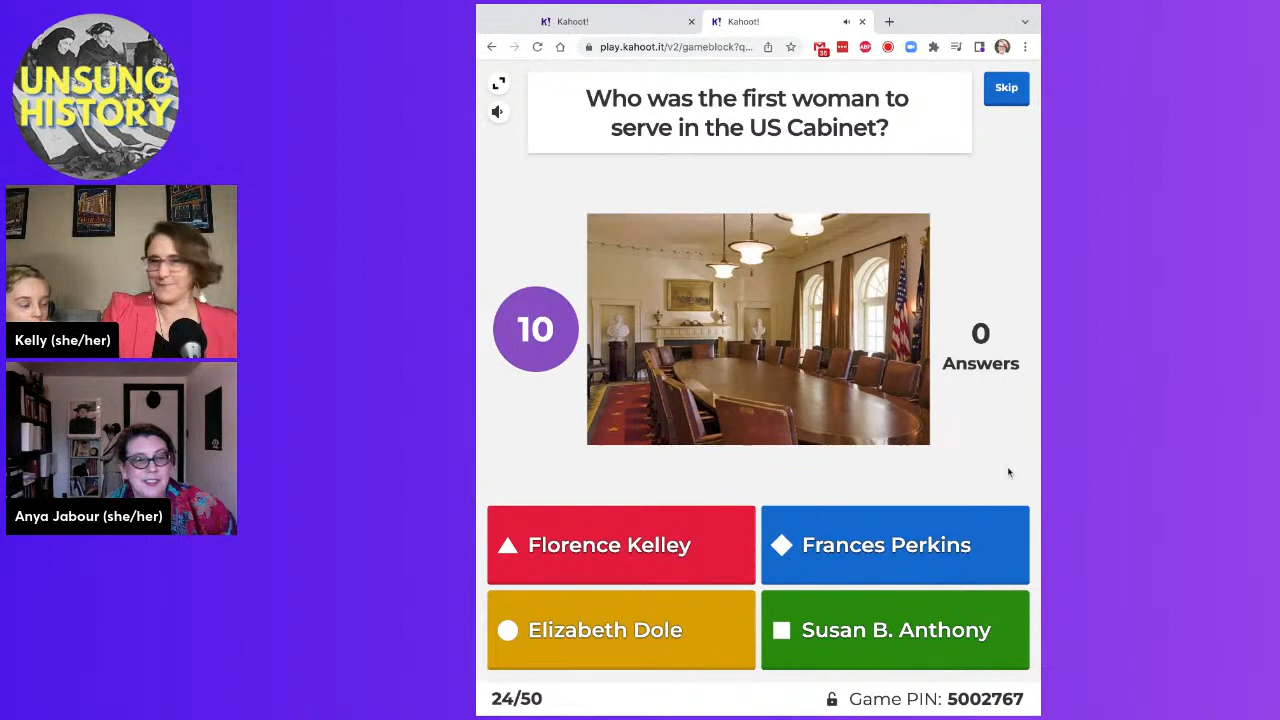 UNSUNG
HISTORY
Kelly (she/her)
Anya Jabour (she/her)
Kahoot!
Kahoot!
play.kahoot.it/v2/gameblock?q...
35
ABP
Who was the first woman to
serve in the US Cabinet?
Skip
10
0
Answers
Florence Kelley
Frances Perkins
Elizabeth Dole
Susan B. Anthony
24/50
Game PIN: 5002767